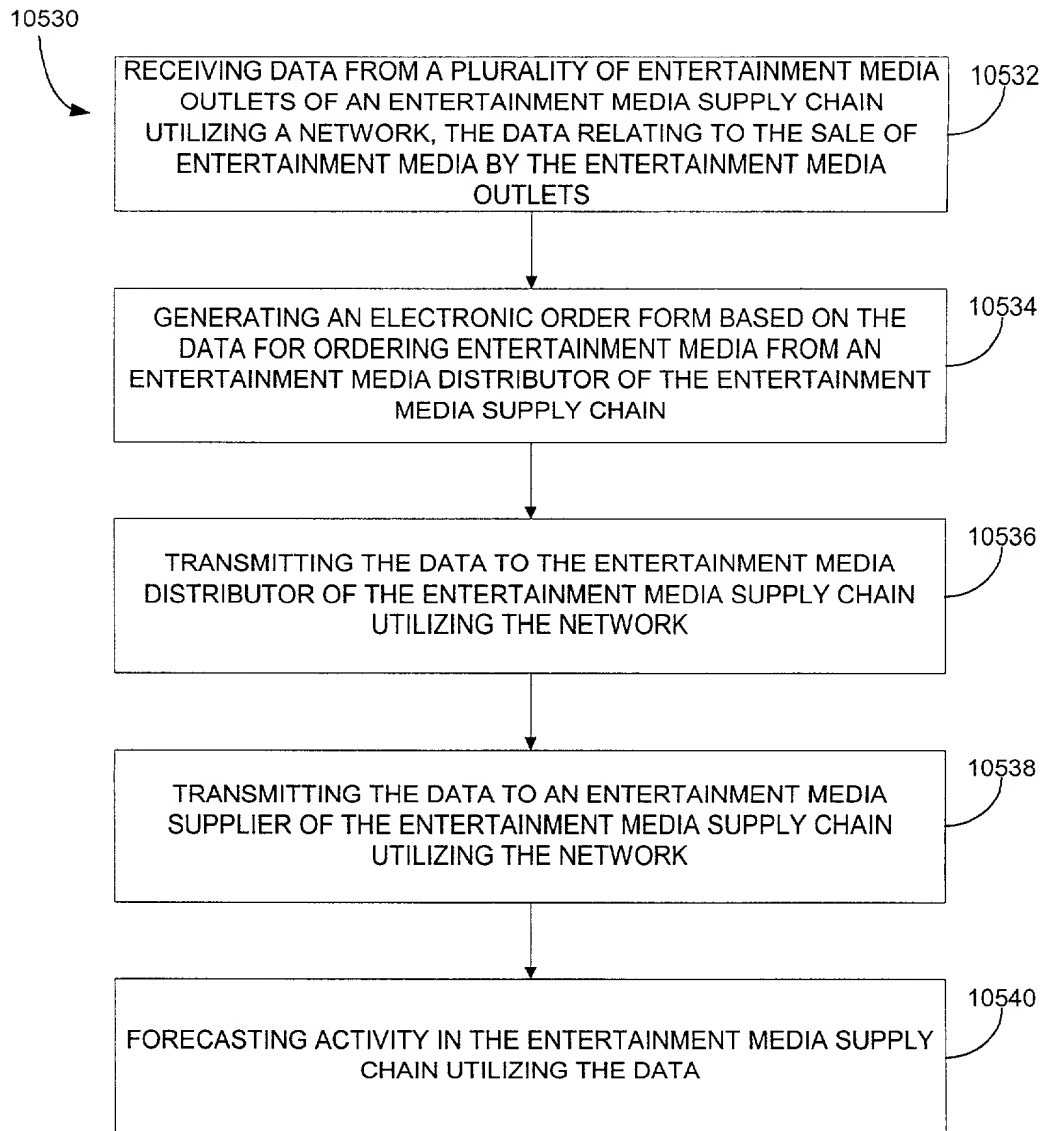 10530
RECEIVING DATA FROM A PLURALITY OF ENTERTAINMENT MEDIA
OUTLETS OF AN ENTERTAINMENT MEDIA SUPPLY CHAIN
UTILIZING A NETWORK, THE DATA RELATING TO THE SALE OF
ENTERTAINMENT MEDIA BY THE ENTERTAINMENT MEDIA
OUTLETS
10532
GENERATING AN ELECTRONIC ORDER FORM BASED ON THE
DATA FOR ORDERING ENTERTAINMENT MEDIA FROM AN
ENTERTAINMENT MEDIA DISTRIBUTOR OF THE ENTERTAINMENT
MEDIA SUPPLY CHAIN
10534
TRANSMITTING THE DATA TO THE ENTERTAINMENT MEDIA
DISTRIBUTOR OF THE ENTERTAINMENT MEDIA SUPPLY CHAIN
UTILIZING THE NETWORK
10536
TRANSMITTING THE DATA TO AN ENTERTAINMENT MEDIA
SUPPLIER OF THE ENTERTAINMENT MEDIA SUPPLY CHAIN
UTILIZING THE NETWORK
10538
FORECASTING ACTIVITY IN THE ENTERTAINMENT MEDIA SUPPLY
CHAIN UTILIZING THE DATA
10540